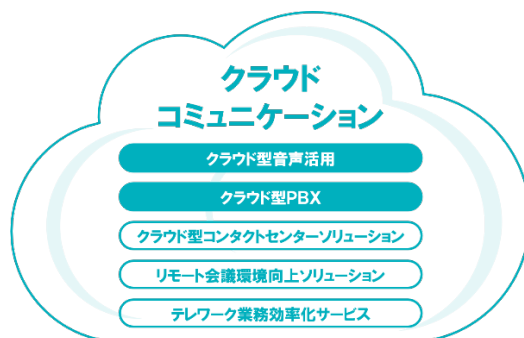 クラウド
コミュニケーション
クラウド型音声活用
クラウド型PBX
クラウド型コンタクトセンターソリューション
リモート会議環境向上ソリューション
テレワーク業務効率化サービス